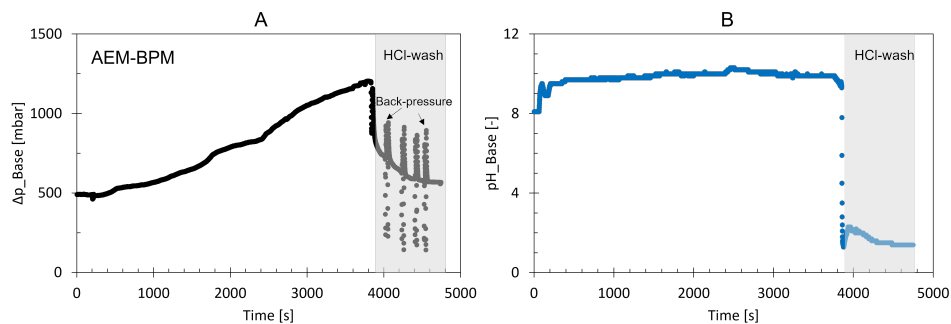 A
AEM-BPM
HCl-wash
Back-pressure
Δp_Base [mbar]
1500
1000
500
0
0 1000 2000 3000 4000 5000
Time [s]
B
HCl-wash
pH_Base [-]
12
8
4
0
0 1000 2000 3000 4000 5000
Time [s]